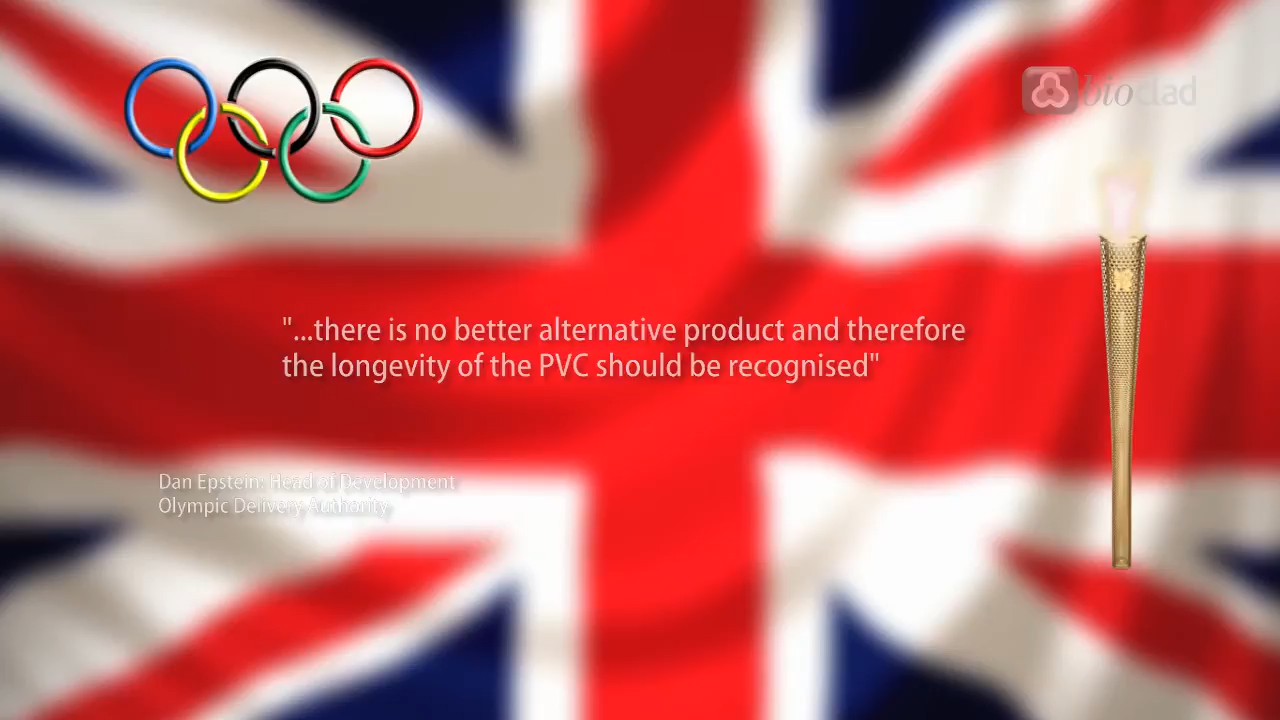 bioclad
"...there is no better alternative product and therefore
the longevity of the PVC should be recognised"
Dan Epstein: Head of Development
Olympic Delivery Authority